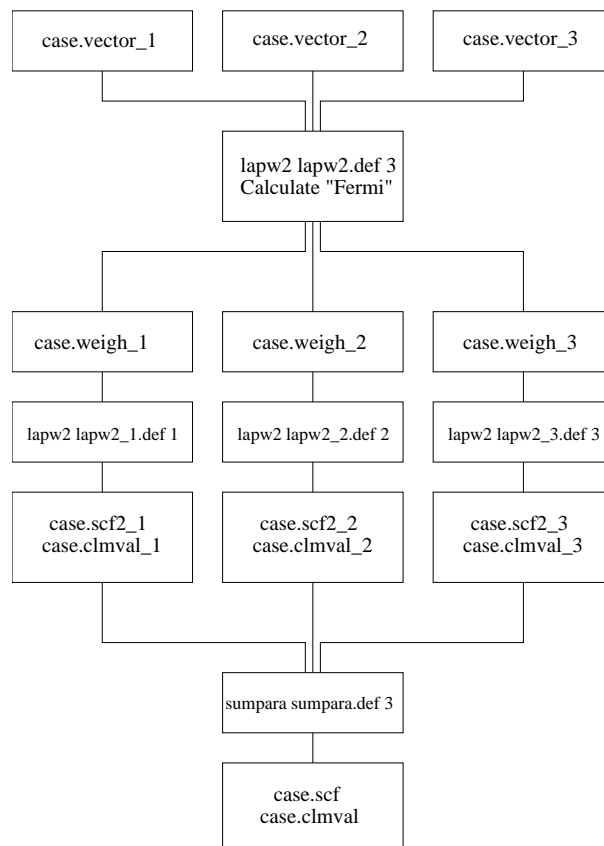 case.vector_1
case.vector_2
case.vector_3
lapw2 lapw2.def 3
Calculate "Fermi"
case.weigh_1
case.weigh_2
case.weigh_3
lapw2 lapw2_1.def 1
lapw2 lapw2_2.def 2
lapw2 lapw2_3.def 3
case.scf2_1
case.clmval_1
case.scf2_2
case.clmval_2
case.scf2_3
case.clmval_3
sumpara sumpara.def 3
case.scf
case.clmval